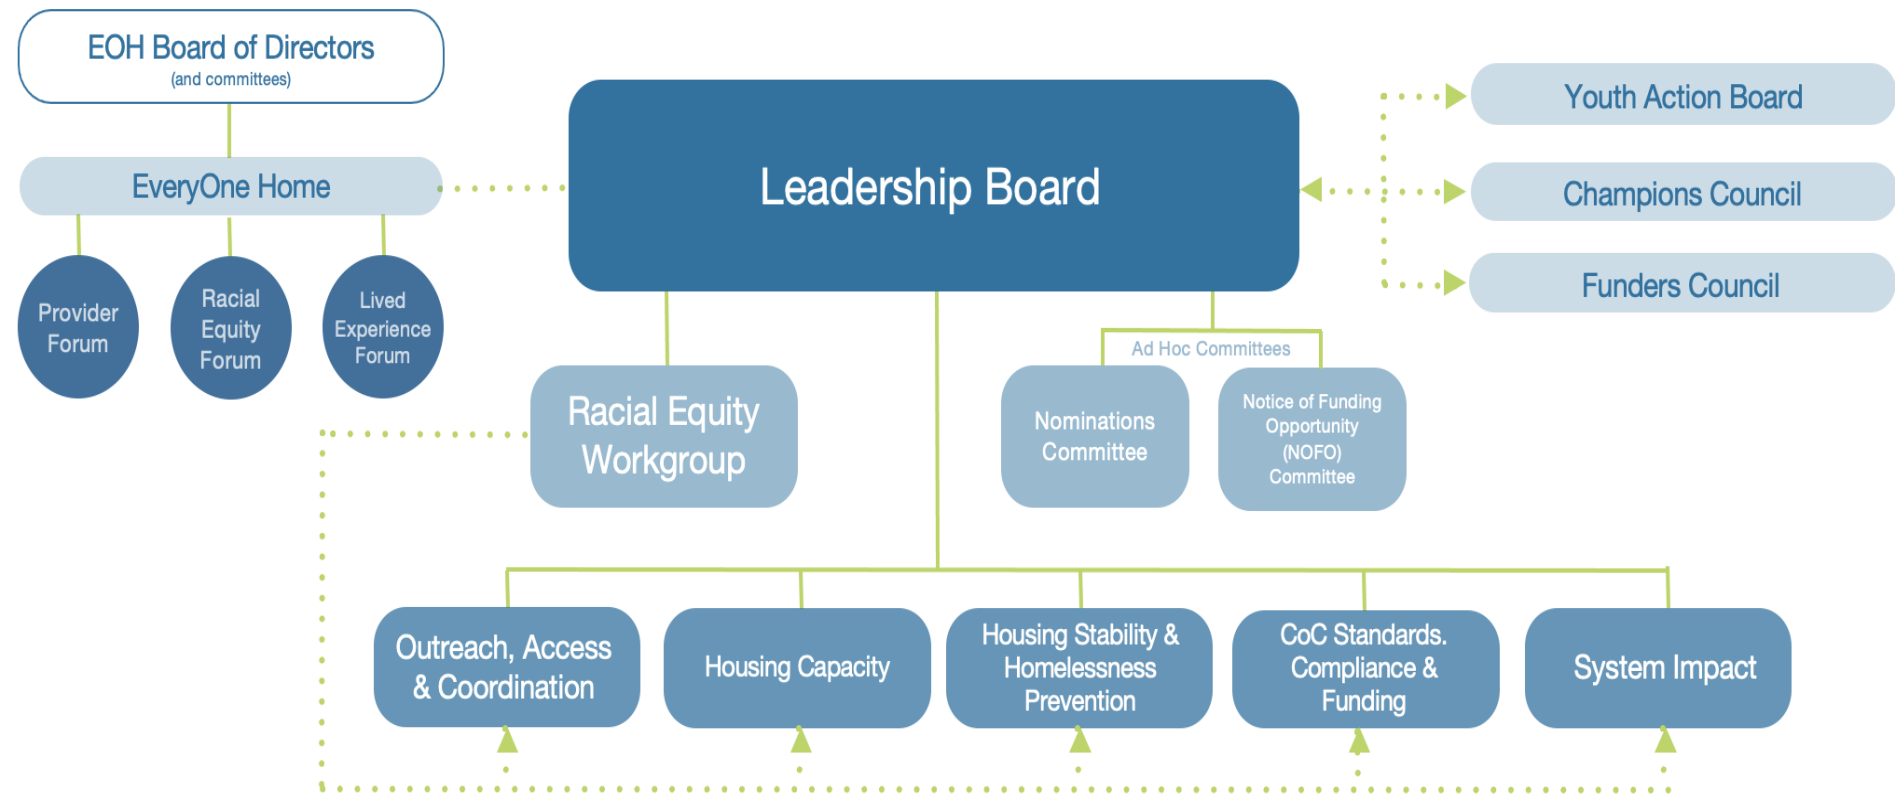 EOH Board of Directors
(and committees)
EveryOne Home
Provider
Forum
Racial
Equity
Forum
Lived
Experience
Forum
Leadership Board
Youth Action Board
Champions Council
Funders Council
Racial Equity
Workgroup
Ad Hoc Committees
Nominations
Committee
Notice of Funding
Opportunity
(NOFO)
Committee
Outreach, Access
& Coordination
Housing Capacity
Housing Stability &
Homelessness
Prevention
CoC Standards.
Compliance &
Funding
System Impact